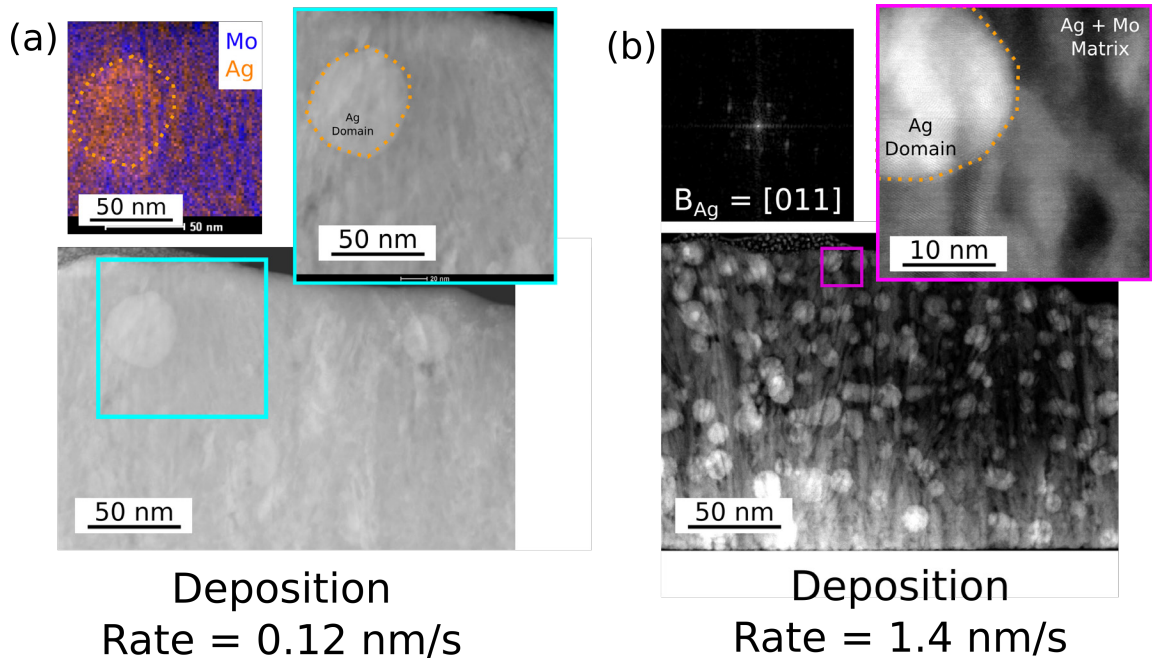 (a)
Mo
Ag
50 nm
50 nm
Ag
Domain
50 nm
20 nm
50 nm
Deposition
Rate = 0.12 nm/s
(b)
B_Ag = [011]
Ag + Mo
Matrix
Ag
Domain
10 nm
50 nm
Deposition
Rate = 1.4 nm/s